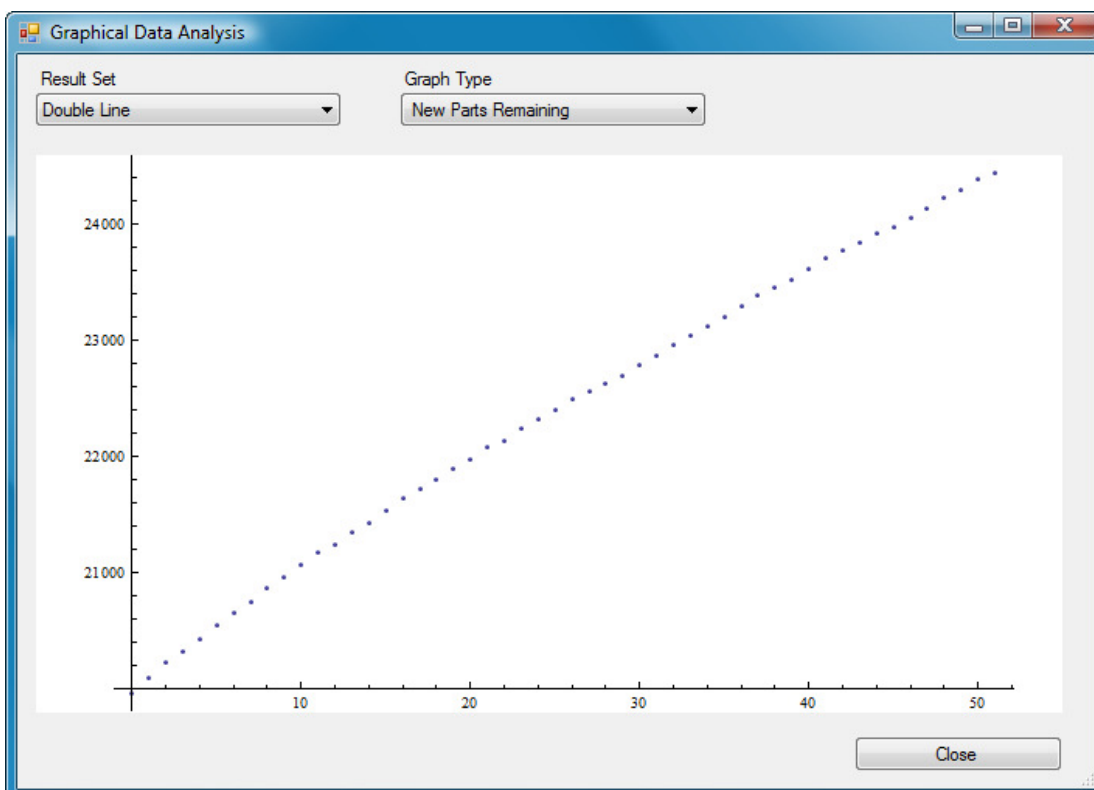 Graphical Data Analysis
Result Set
Graph Type
Double Line
New Parts Remaining
24000
23000
22000
21000
10 20 30 40 50
Close